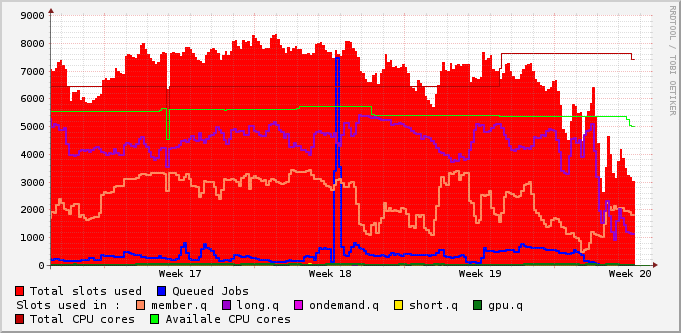 9000
8000
7000
6000
5000
4000
3000
2000
1000
0
Week 17 Week 18 Week 19 Week 20
Total slots used Queued Jobs
Slots used in : member.q long.q ondemand.q short.q gpu.q
Total CPU cores Availale CPU cores
RRDTOOL / TOBI OETIKER